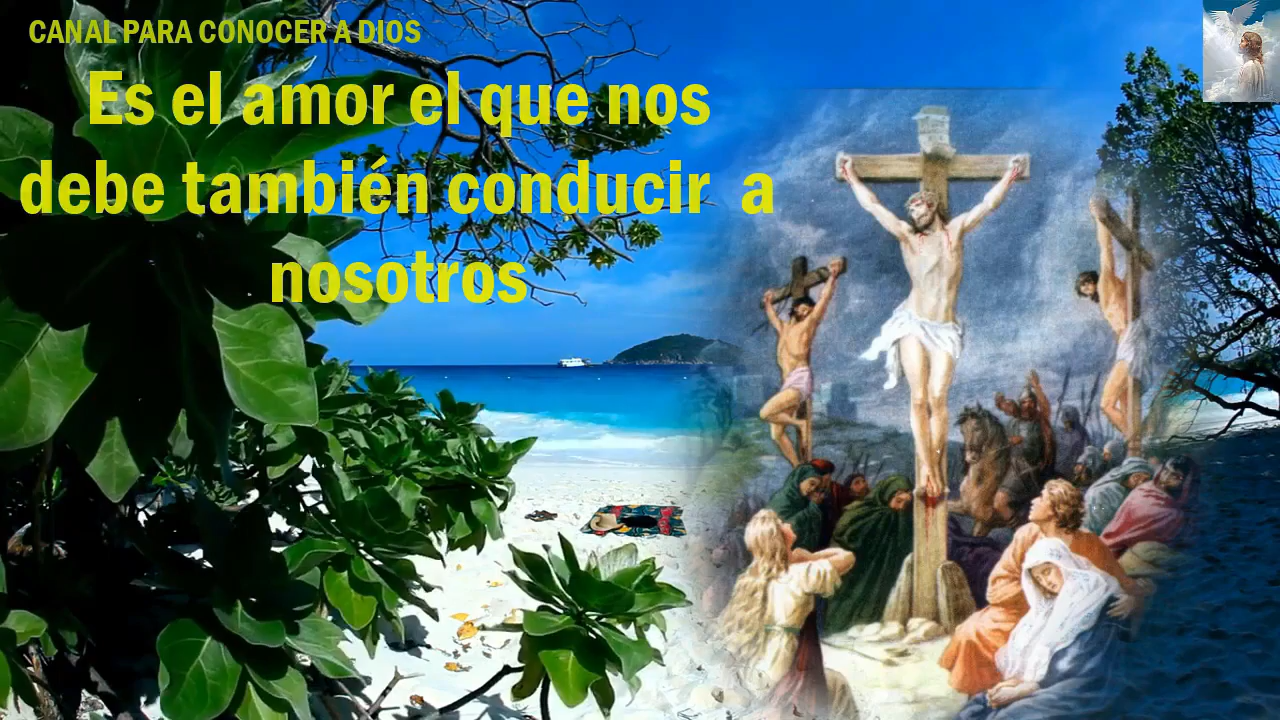 CANAL PARA CONOCER A DIOS
Es el amor el que nos
debe también conducir a
nosotros